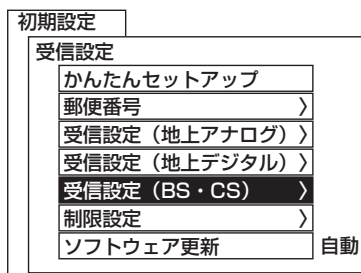 初期設定
受信設定
かんたんセットアップ
郵便番号 〉
受信設定（地上アナログ）〉
受信設定（地上デジタル）〉
受信設定（BS・CS） 〉
制限設定 〉
ソフトウェア更新 自動